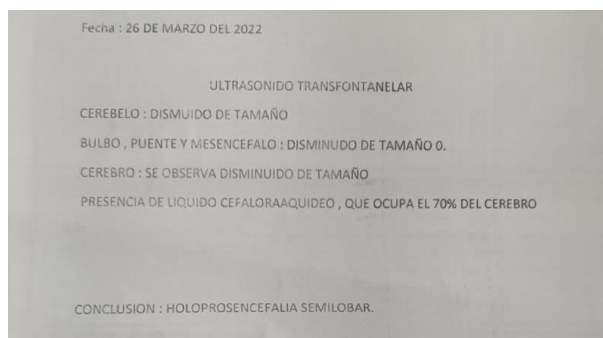 Fecha : 26 DE MARZO DEL 2022
ULTRASONIDO TRANSFONTANELAR
CEREBELO : DISMUIDO DE TAMAÑO
BULBO , PUENTE Y MESENCEFALO : DISMINUDO DE TAMAÑO 0.
CEREBRO : SE OBSERVA DISMINUIDO DE TAMAÑO
PRESENCIA DE LIQUIDO CEFALORAAQUIDEO , QUE OCUPA EL 70% DEL CEREBRO
CONCLUSION : HOLOPROSENCEFALIA SEMILOBAR.